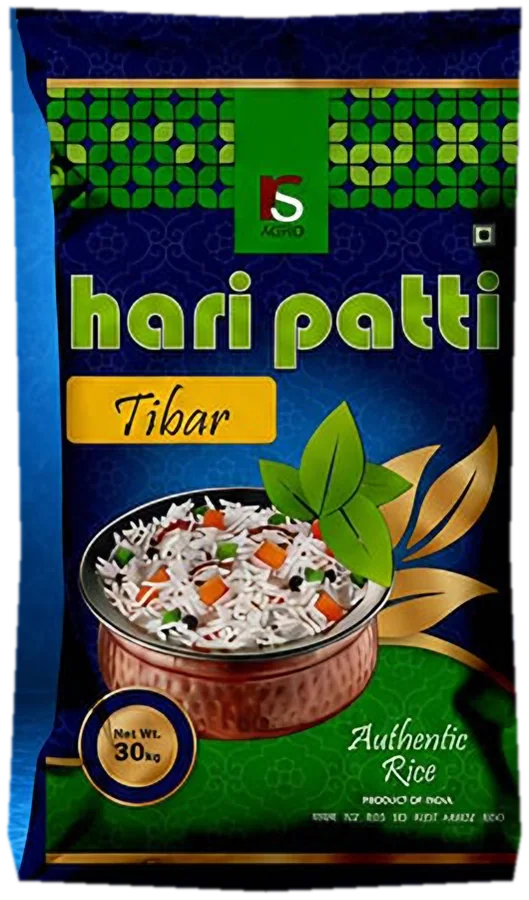 rs
AGRO
hari patti
Tibar
Net Wt.
30kg
Authentic
Rice
PRODUCT OF INDIA